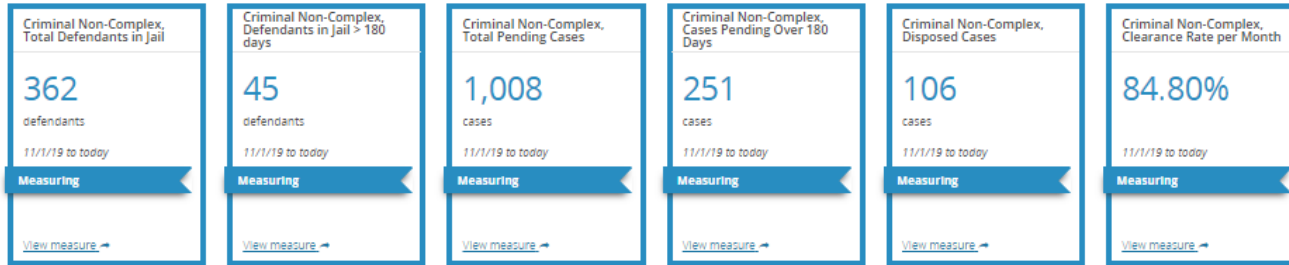 Criminal Non-Complex,
Total Defendants in Jail
362
defendants
11/1/19 to today
Measuring
View measure
Criminal Non-Complex,
Defendants in Jail > 180
days
45
defendants
11/1/19 to today
Measuring
View measure
Criminal Non-Complex,
Total Pending Cases
1,008
cases
11/1/19 to today
Measuring
View measure
Criminal Non-Complex,
Cases Pending Over 180
Days
251
cases
11/1/19 to today
Measuring
View measure
Criminal Non-Complex,
Disposed Cases
106
cases
11/1/19 to today
Measuring
View measure
Criminal Non-Complex,
Clearance Rate per Month
84.80%
11/1/19 to today
Measuring
View measure